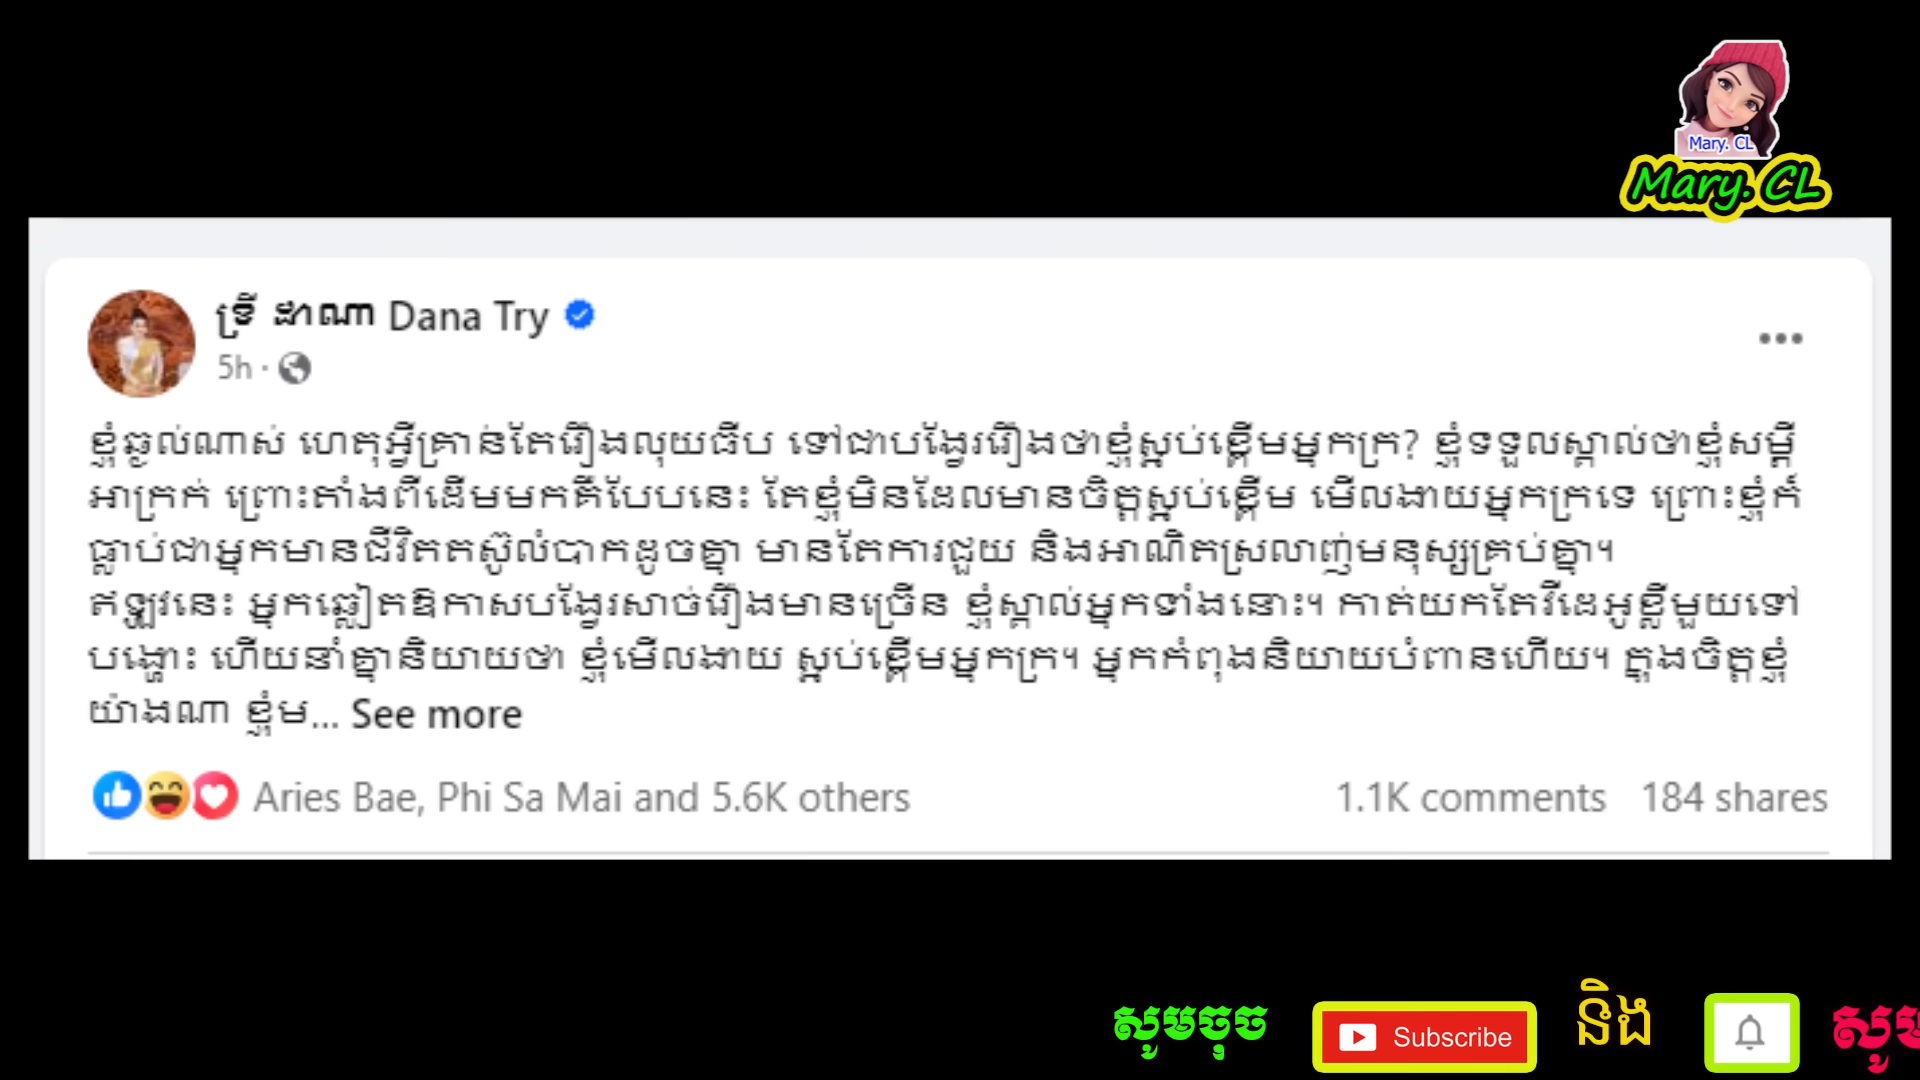 Mary. CL
Mary. CL
ទ្រី ដាណា Dana Try
5h ·
ខ្ញុំឆ្ងល់ណាស់ ហេតុអ្វីគ្រាន់តែរឿងលុយធីប ទៅជាបង្វែររឿងថាខ្ញុំស្អប់ខ្ពើមអ្នកក្រ? ខ្ញុំទទួលស្គាល់ថាខ្ញុំសម្ដី
អាក្រក់ ព្រោះតាំងពីដើមមកគឺបែបនេះ តែខ្ញុំមិនដែលមានចិត្តស្អប់ខ្ពើម មើលងាយអ្នកក្រទេ ព្រោះខ្ញុំក៏
ធ្លាប់ជាអ្នកមានជីវិតតស៊ូលំបាកដូចគ្នា មានតែការជួយ និងអាណិតស្រលាញ់មនុស្សគ្រប់គ្នា។
ឥឡូវនេះ អ្នកឆ្លៀតឱកាសបង្វែរសាច់រឿងមានច្រើន ខ្ញុំស្គាល់អ្នកទាំងនោះ។ កាត់យកតែវីដេអូខ្លីមួយទៅ
បង្ហោះ ហើយនាំគ្នានិយាយថា ខ្ញុំមើលងាយ ស្អប់ខ្ពើមអ្នកក្រ។ អ្នកកំពុងនិយាយបំពានហើយ។ ក្នុងចិត្តខ្ញុំ
យ៉ាងណា ខ្ញុំម... See more
Aries Bae, Phi Sa Mai and 5.6K others 1.1K comments 184 shares
សូមចុច Subscribe និង